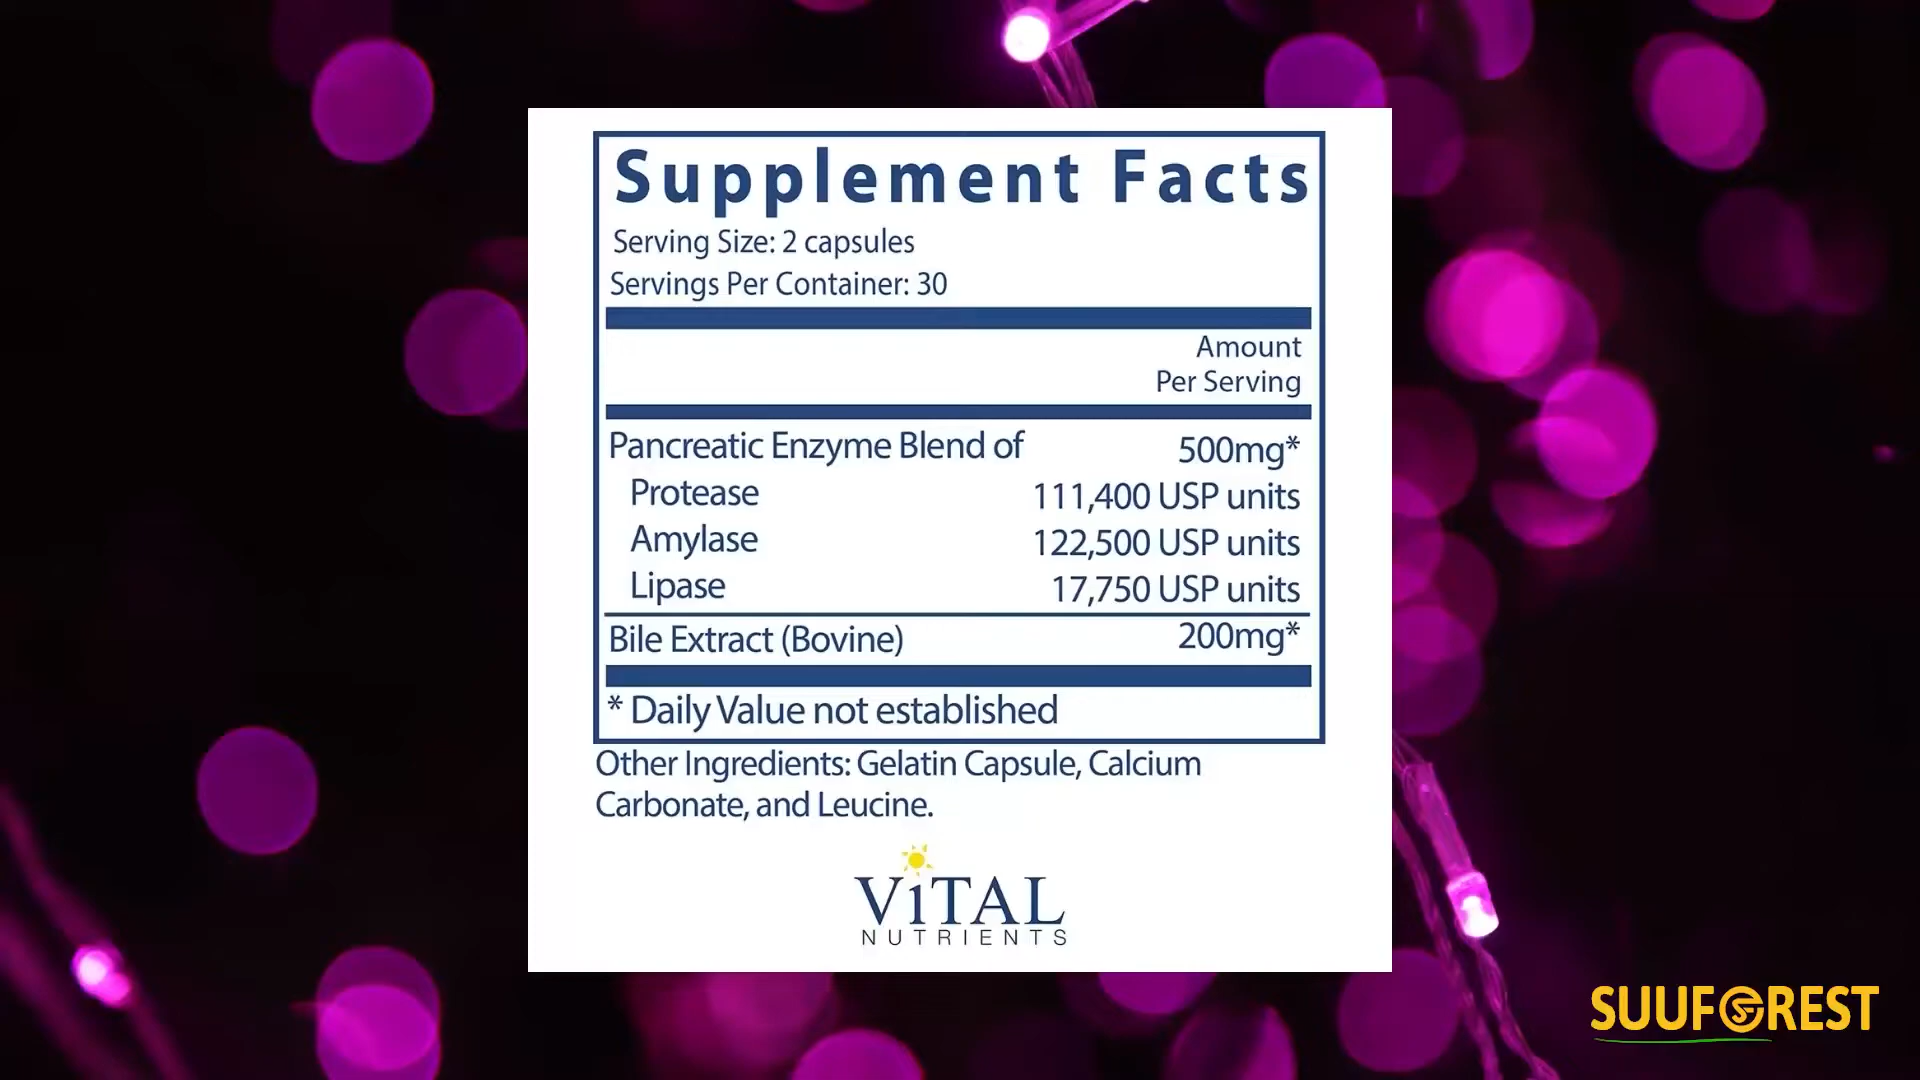 Supplement Facts
Serving Size: 2 capsules
Servings Per Container: 30
Amount
Per Serving
Pancreatic Enzyme Blend of 500mg*
Protease 111,400 USP units
Amylase 122,500 USP units
Lipase 17,750 USP units
Bile Extract (Bovine) 200mg*
* Daily Value not established
Other Ingredients: Gelatin Capsule, Calcium
Carbonate, and Leucine.
ViTAL
NUTRIENTS
SUUFOREST